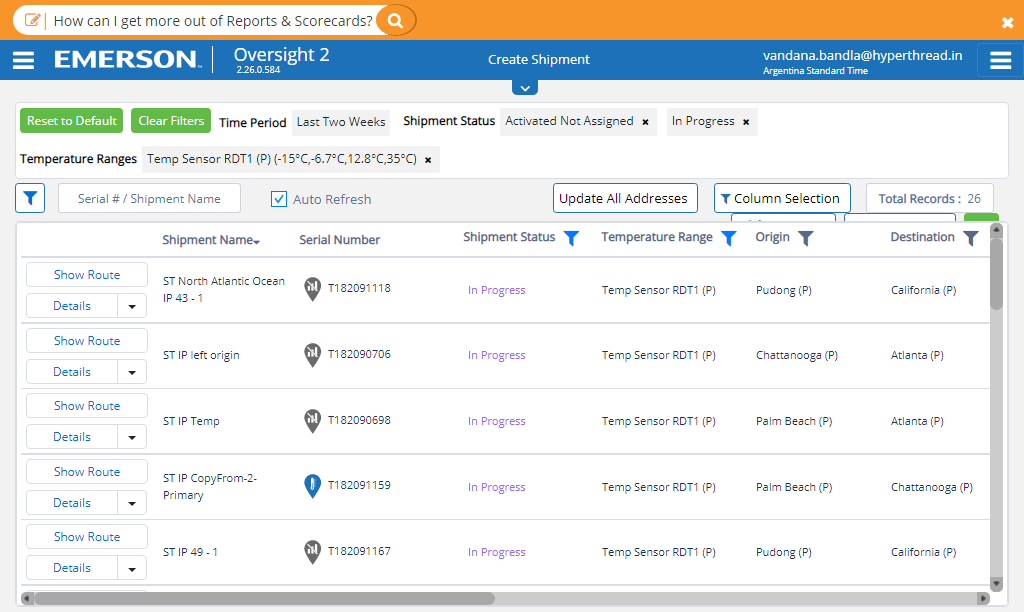 How can I get more out of Reports & Scorecards?
EMERSON
Oversight 2
2.26.0.584
Create Shipment
vandana.bandla@hyperthread.in
Argentina Standard Time
Reset to Default Clear Filters Time Period Last Two Weeks Shipment Status Activated Not Assigned × In Progress ×
Temperature Ranges Temp Sensor RDT1 (P) (-15°C,-6.7°C,12.8°C,35°C) ×
Serial # / Shipment Name Auto Refresh Update All Addresses Column Selection Total Records : 26
Shipment Name Serial Number Shipment Status Temperature Range Origin Destination
Show Route
Details
ST North Atlantic Ocean
IP 43 - 1
T182091118 In Progress Temp Sensor RDT1 (P) Pudong (P) California (P)
Show Route
Details
ST IP left origin T182090706 In Progress Temp Sensor RDT1 (P) Chattanooga (P) Atlanta (P)
Show Route
Details
ST IP Temp T182090698 In Progress Temp Sensor RDT1 (P) Palm Beach (P) Atlanta (P)
Show Route
Details
ST IP CopyFrom-2-
Primary
T182091159 In Progress Temp Sensor RDT1 (P) Palm Beach (P) Chattanooga (P)
Show Route
Details
ST IP 49 - 1 T182091167 In Progress Temp Sensor RDT1 (P) Pudong (P) California (P)